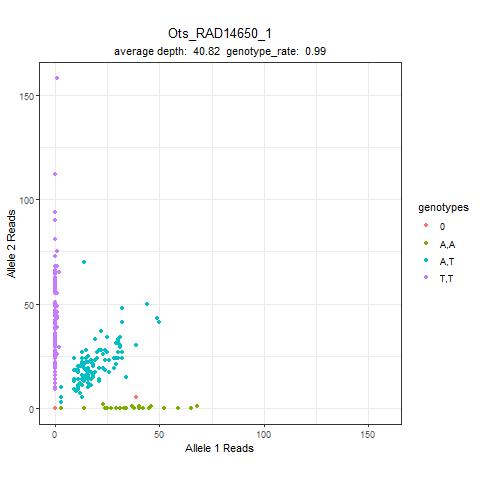 Ots_RAD14650_1
average depth: 40.82 genotype_rate: 0.99
150
100
50
0
Allele 2 Reads
0 50 100 150
Allele 1 Reads
genotypes
0
A,A
A,T
T,T